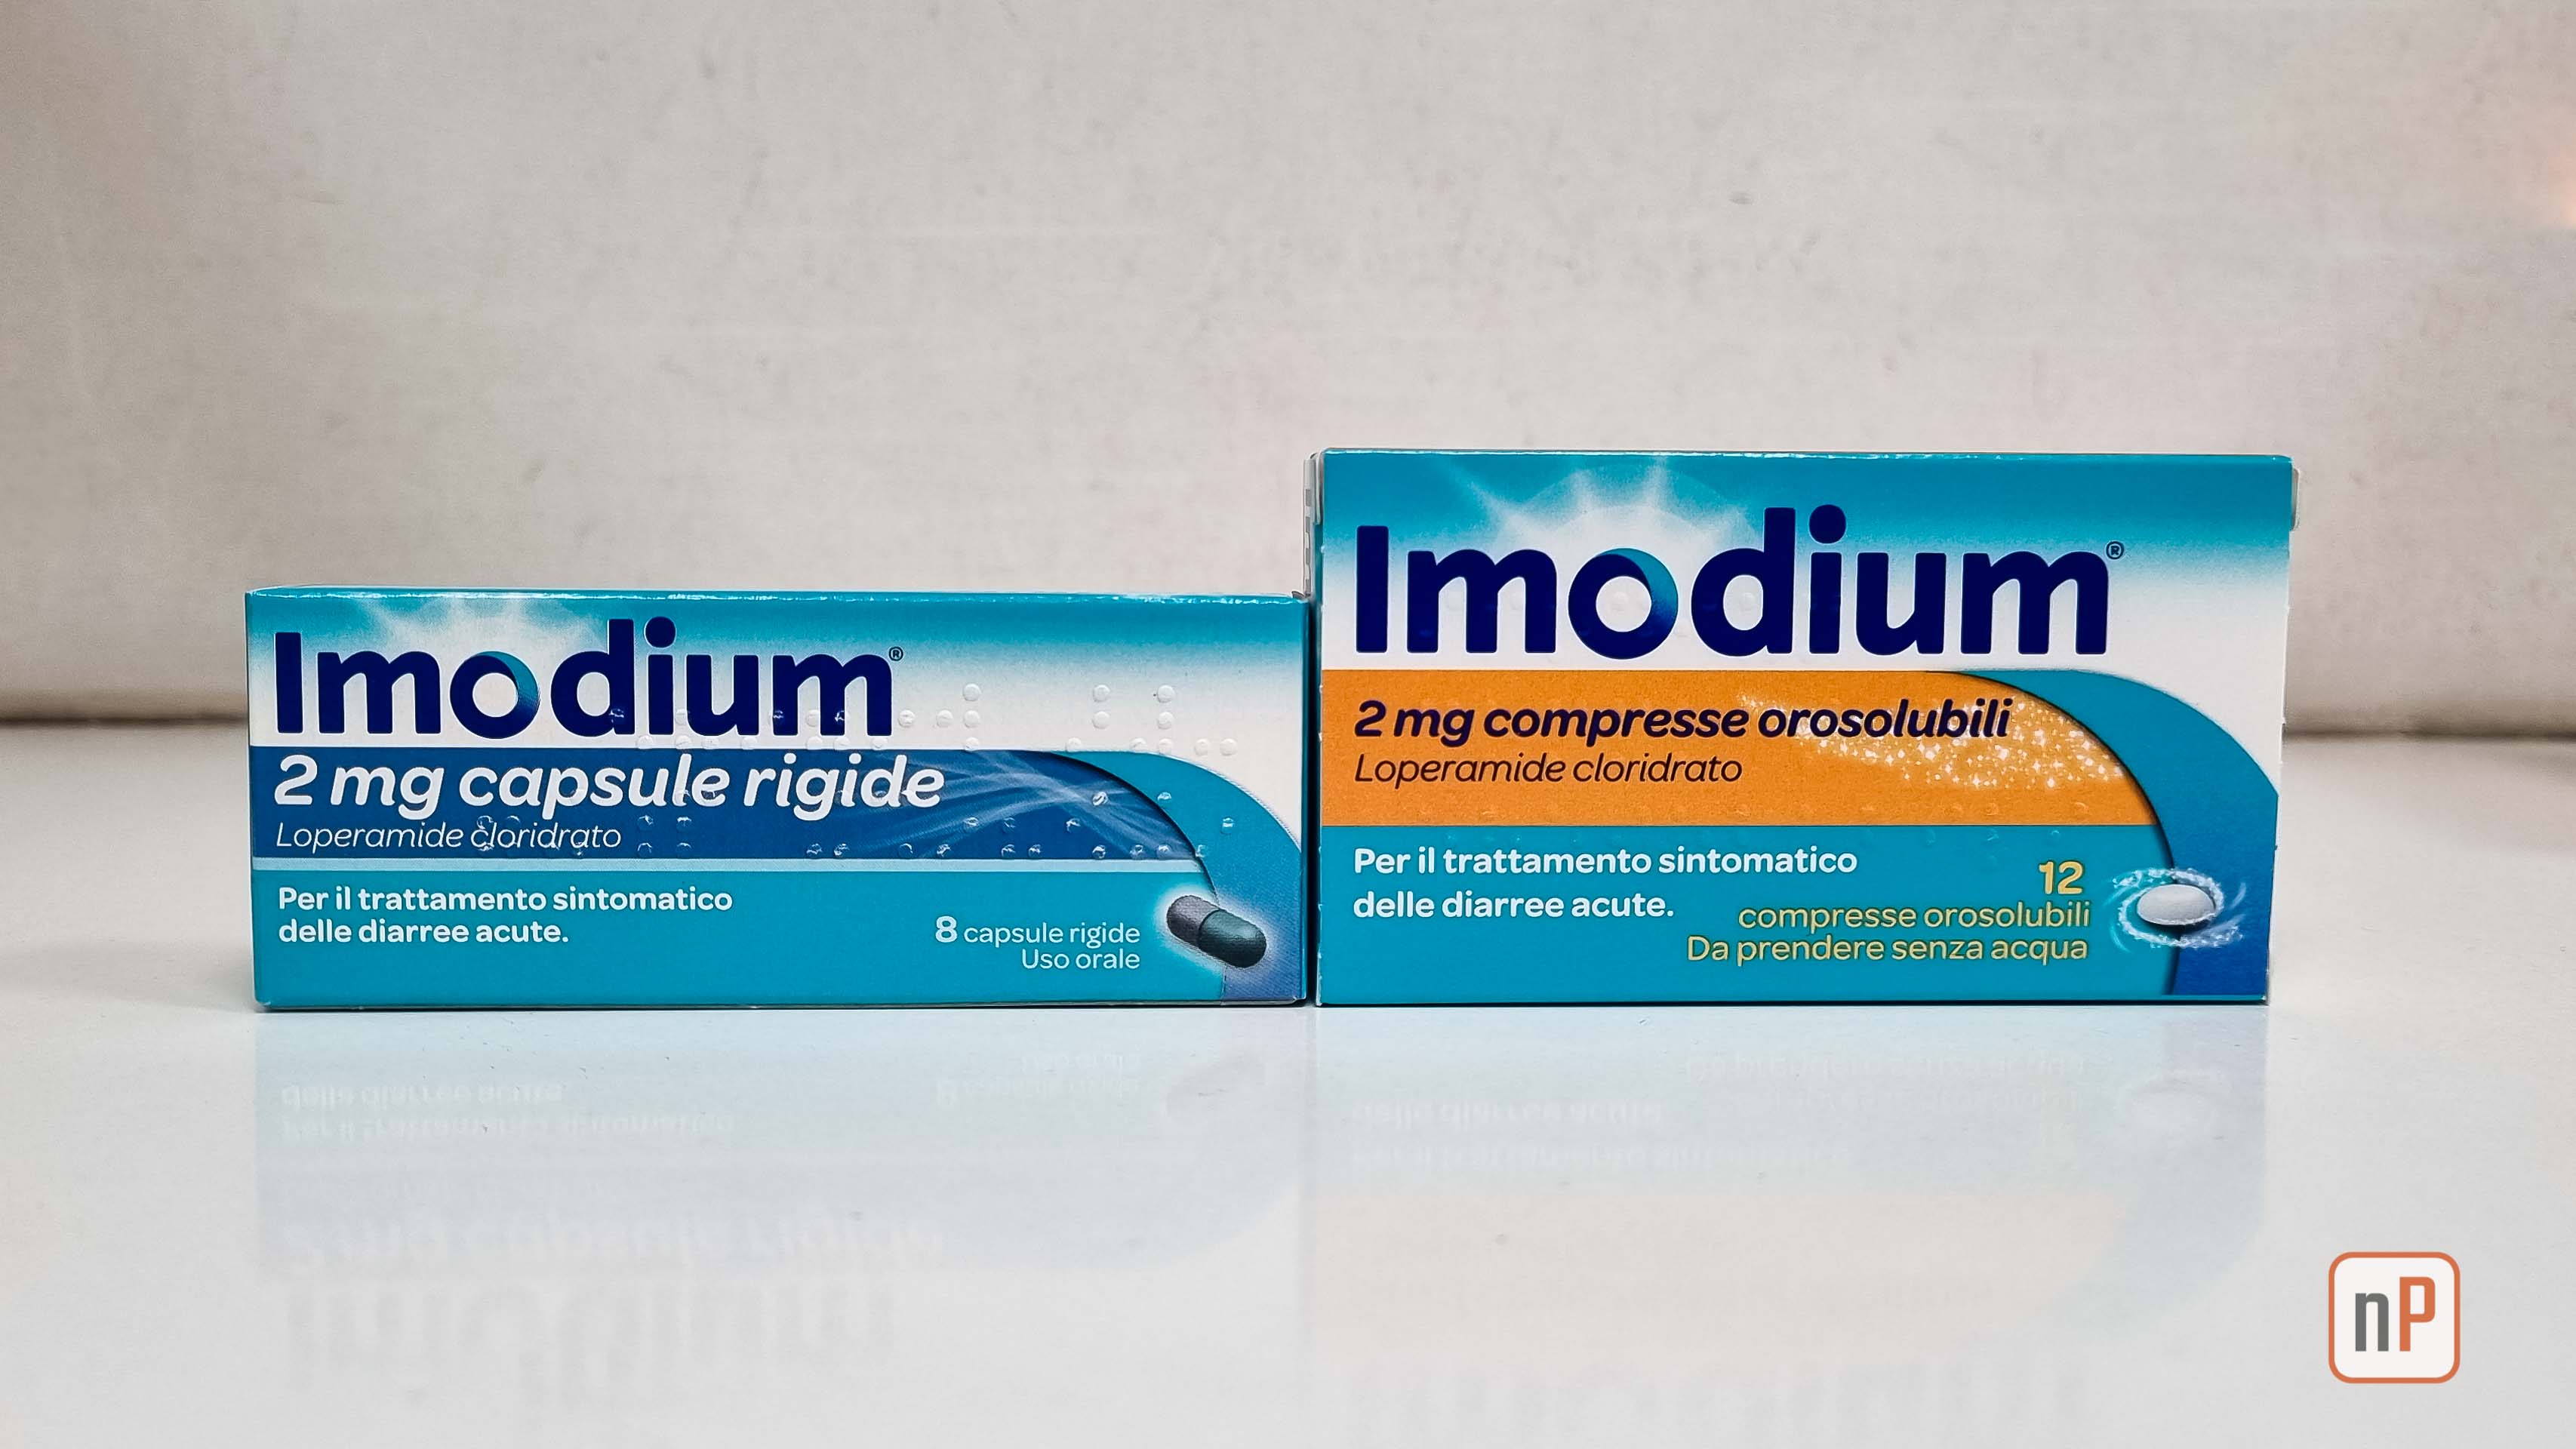 Imodium®
2 mg capsule rigide
Loperamide cloridrato
Per il trattamento sintomatico
delle diarree acute.
8 capsule rigide
Uso orale
Imodium®
2 mg compresse orosolubili
Loperamide cloridrato
Per il trattamento sintomatico
delle diarree acute.
12
compresse orosolubili
Da prendere senza acqua
nP